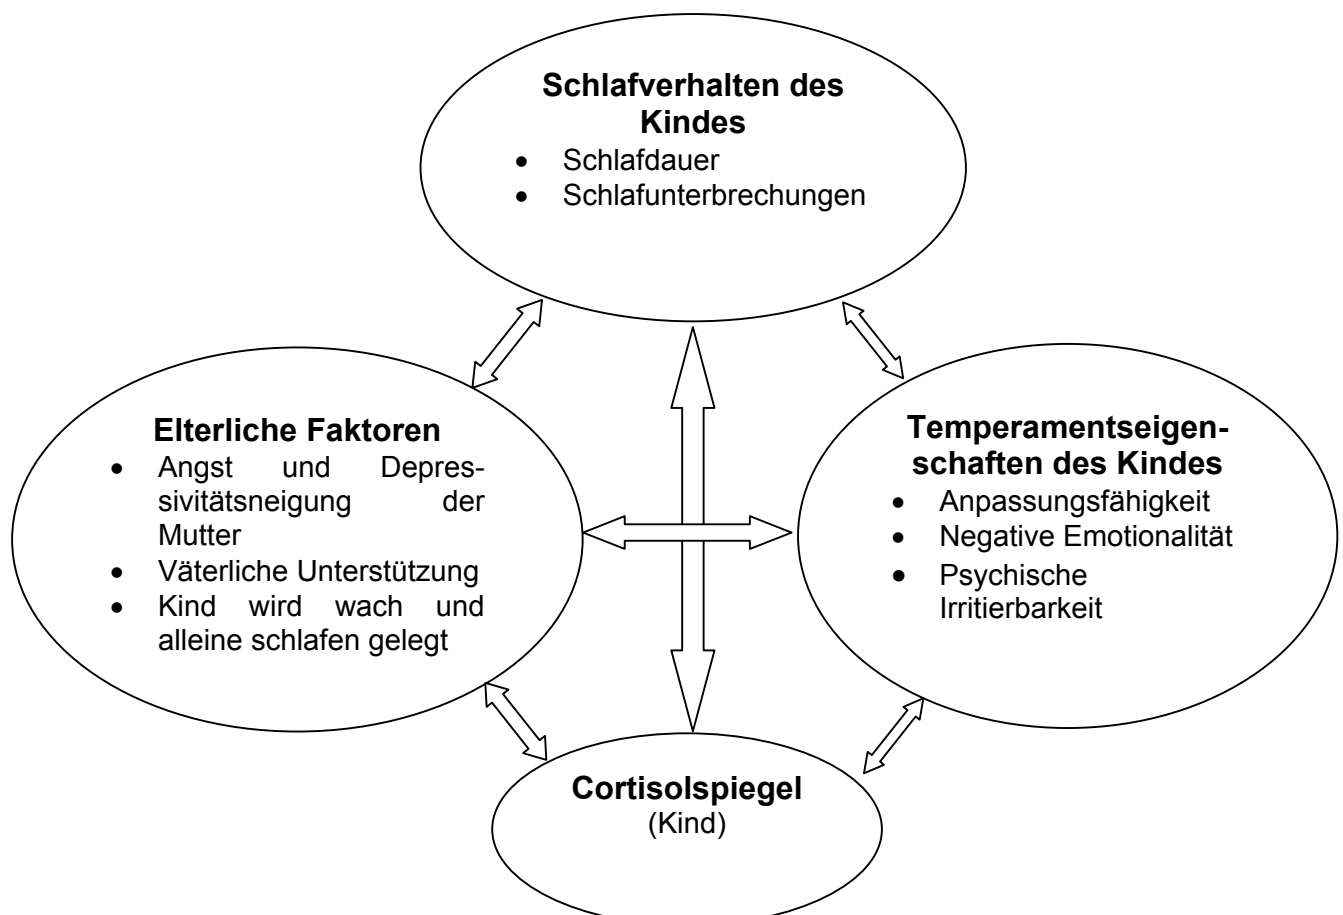 Schlafverhalten des
Kindes
• Schlafdauer
• Schlafunterbrechungen
Elterliche Faktoren
• Angst und Depres-
sivitätsneigung der
Mutter
• Väterliche Unterstützung
• Kind wird wach und
alleine schlafen gelegt
Temperamentseigen-
schaften des Kindes
• Anpassungsfähigkeit
• Negative Emotionalität
• Psychische
Irritierbarkeit
Cortisolspiegel
(Kind)